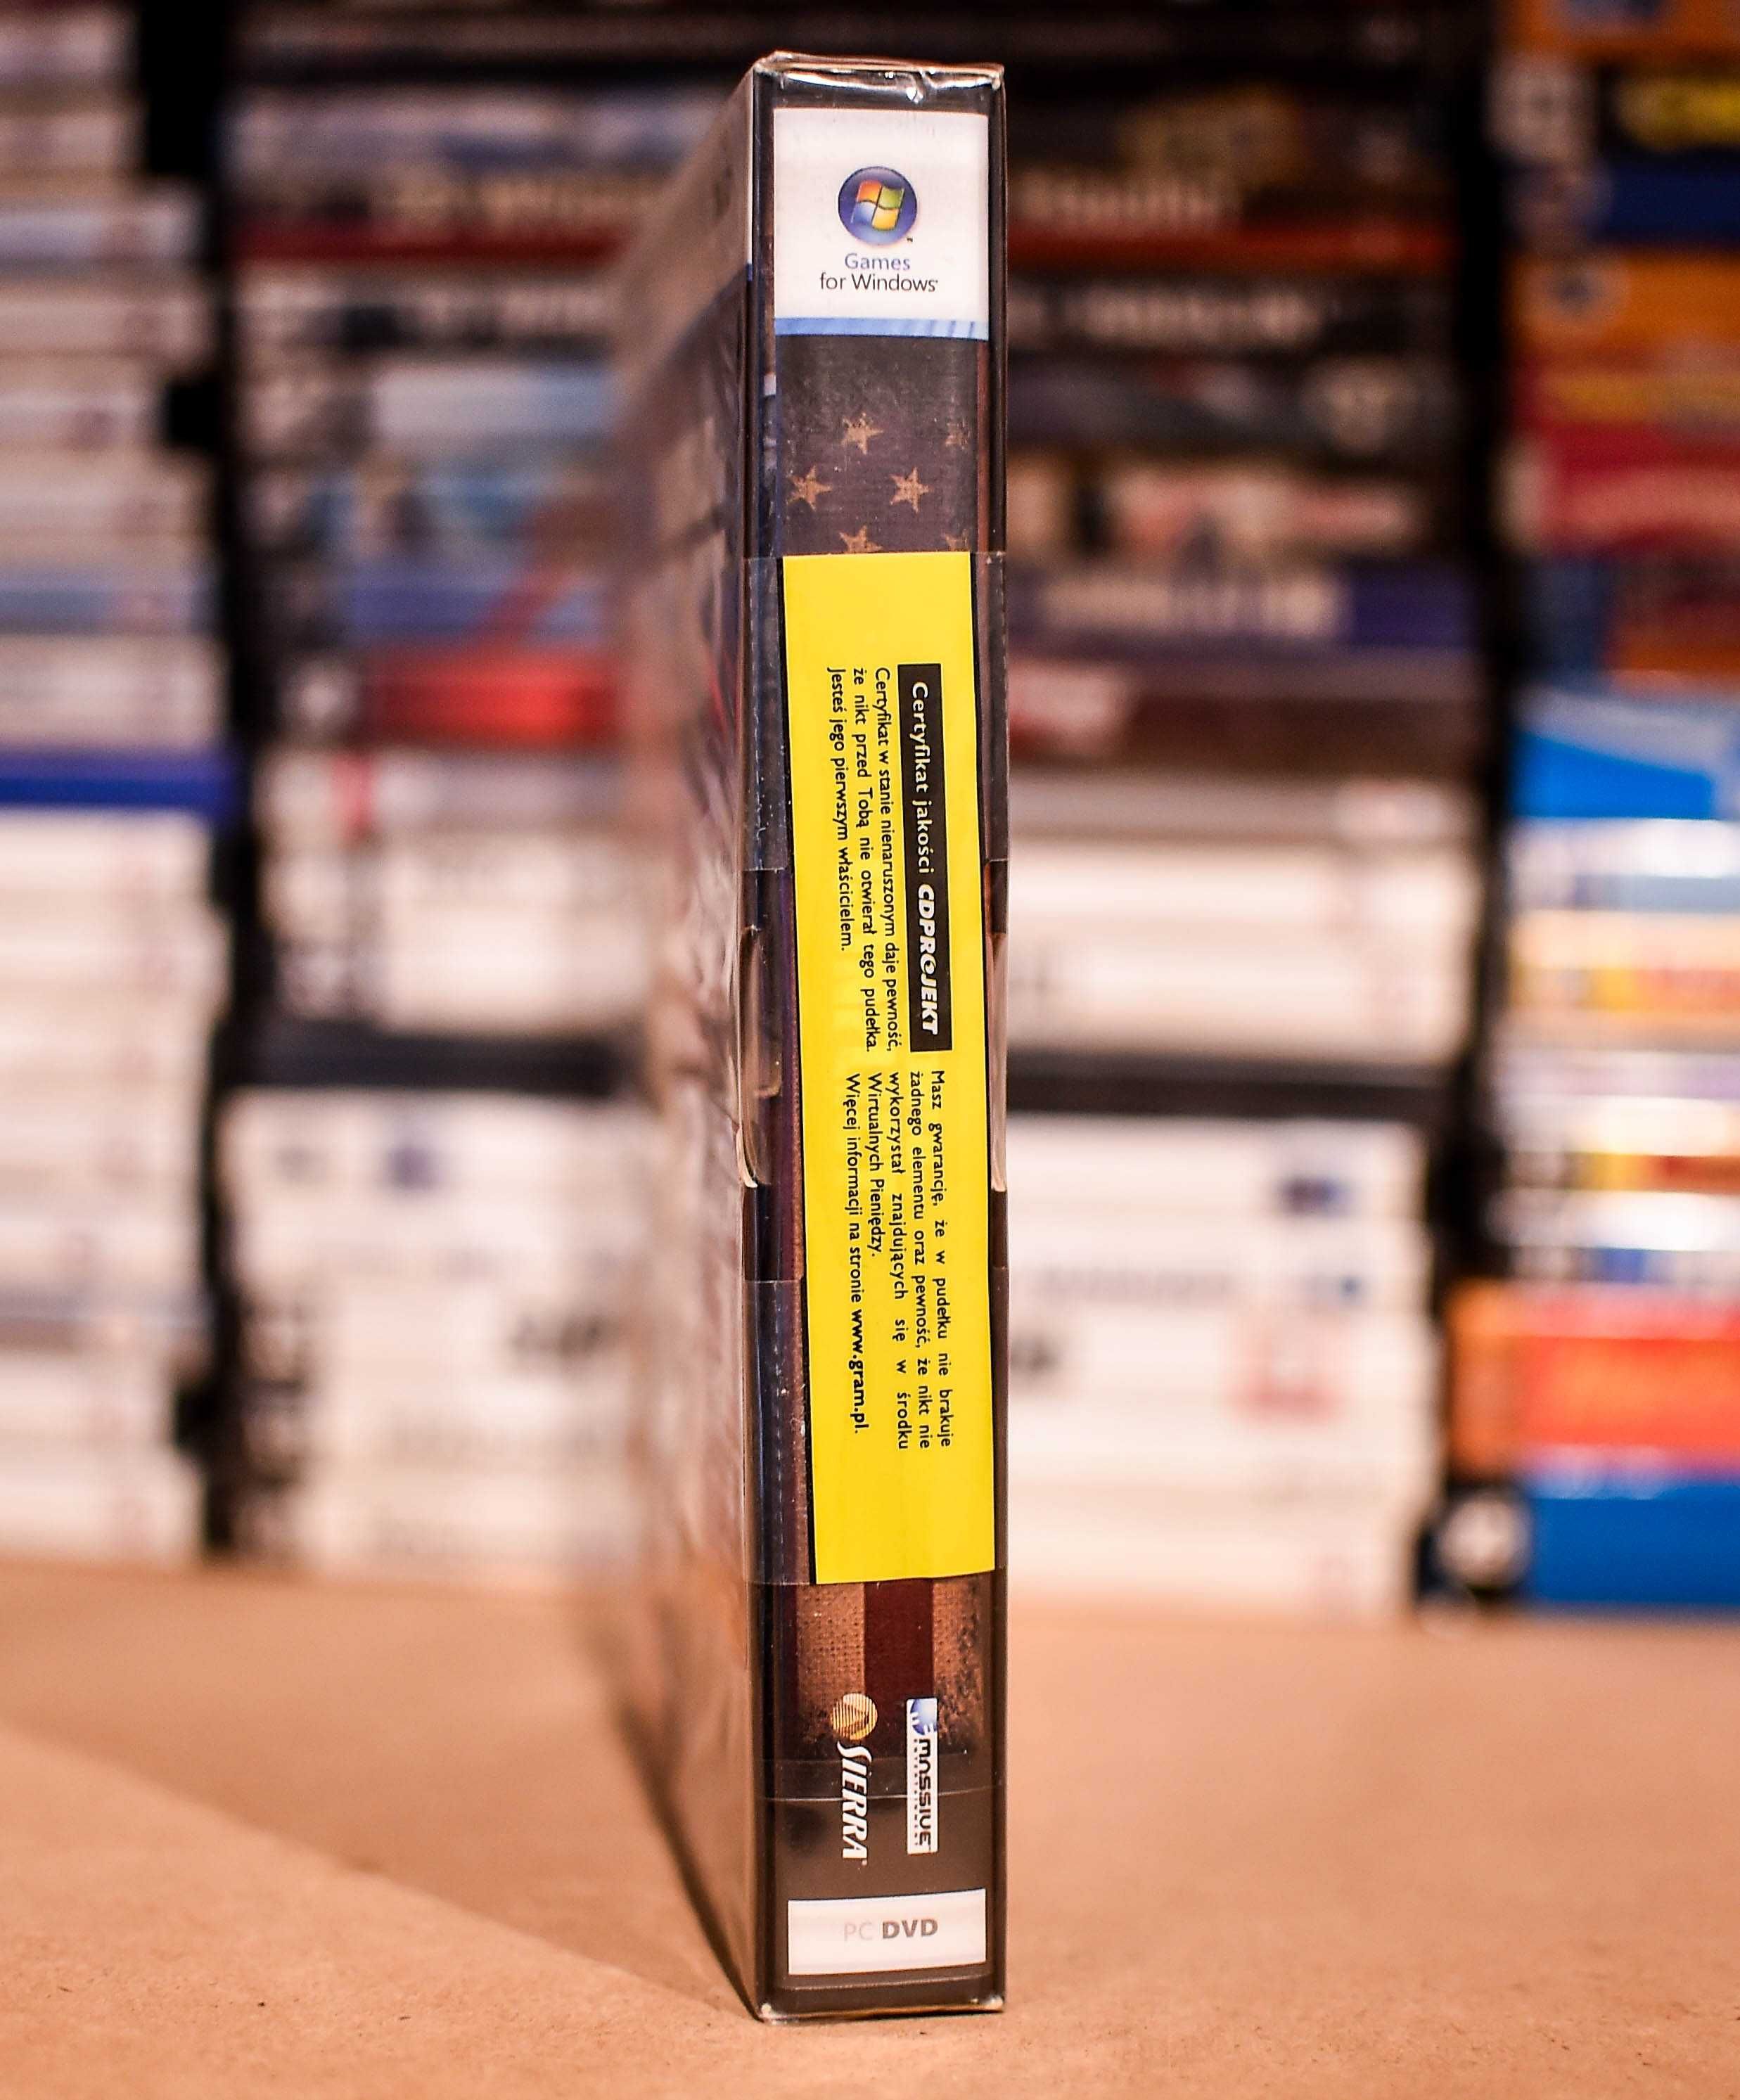 Games
for Windows®
Certyfikat jakości CDPROJEKT
Certyfikat w stanie nienaruszonym daje pewność,
że nikt przed Tobą nie otwierał tego pudełka.
Jesteś jego pierwszym właścicielem.
Masz gwarancję, że w pudełku nie brakuje
żadnego elementu oraz pewność, że nikt nie
wykorzystał znajdujących się w środku
Wirtualnych Pieniędzy.
Więcej informacji na stronie www.gram.pl.
MASSIVE
ENTERTAINMENT
SIERRA®
PC DVD